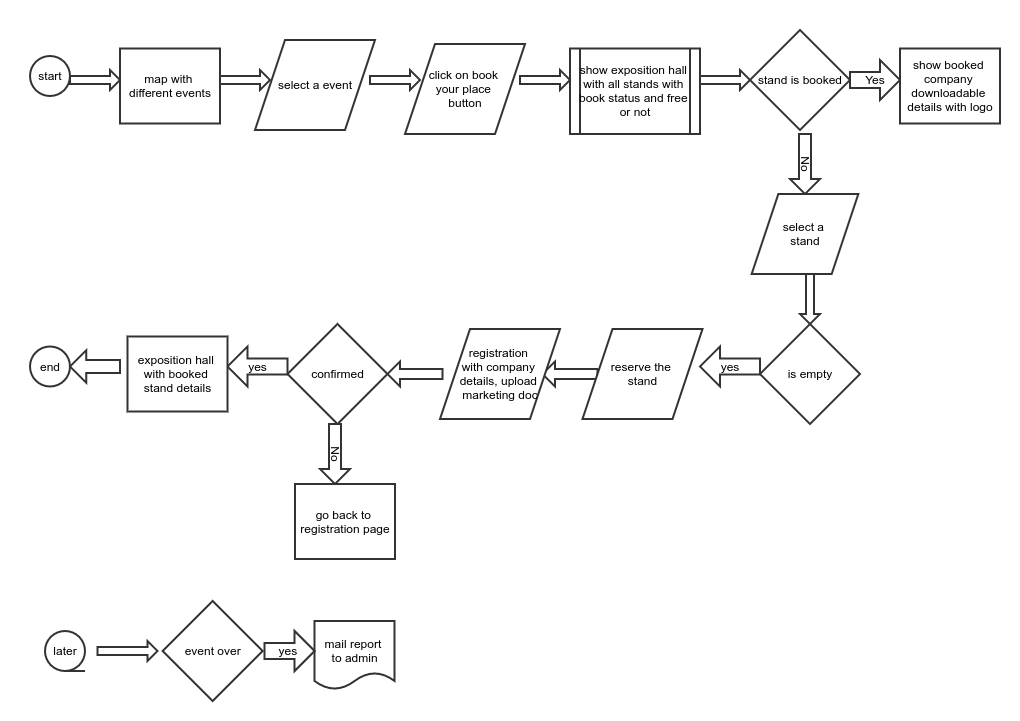 start
map with
different events
select a event
click on book
your place
button
show exposition hall
with all stands with
book status and free
or not
stand is booked
Yes
show booked
company
downloadable
details with logo
No
select a
stand
is empty
yes
reserve the
stand
registration
with company
details, upload
marketing doc
confirmed
yes
exposition hall
with booked
stand details
end
No
go back to
registration page
later
event over
yes
mail report
to admin